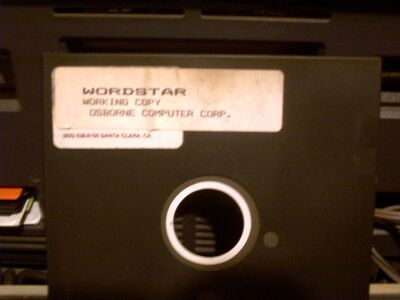 WORDSTAR
WORKING COPY
OSBORNE COMPUTER CORP.
SANTA CLARA, CA